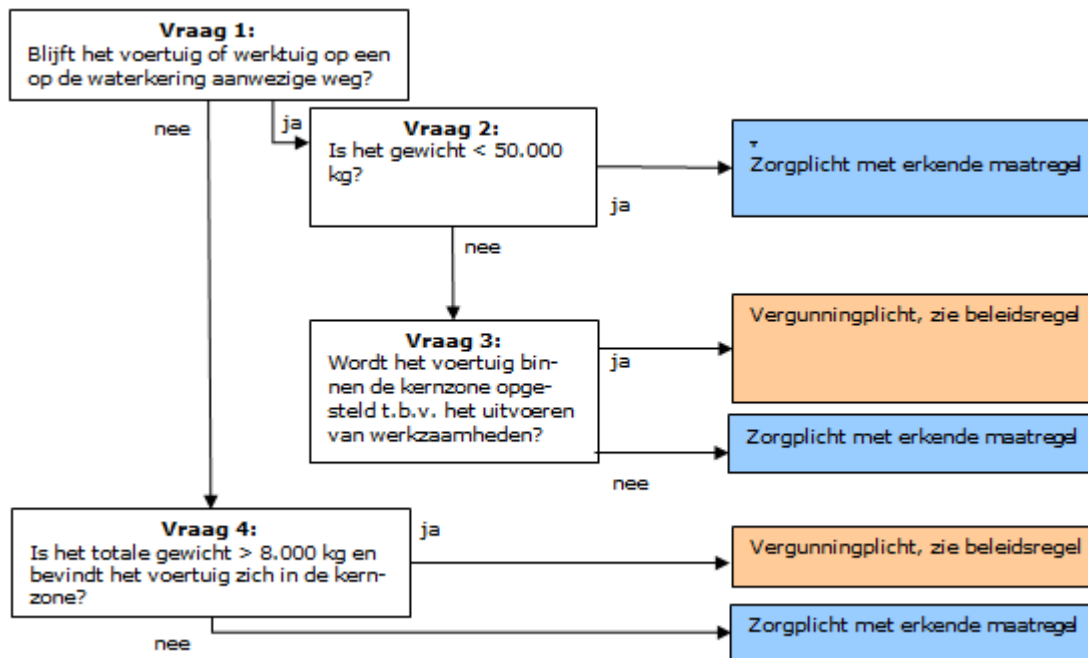 Vraag 1:
Blijft het voertuig of werktuig op een
op de waterkering aanwezige weg?
nee
ja
Vraag 2:
Is het gewicht < 50.000
kg?
ja
nee
Zorgplicht met erkende maatregel
Vraag 3:
Wordt het voertuig bin-
nen de kernzone opge-
steld t.b.v. het uitvoeren
van werkzaamheden?
ja
nee
Vergunningplicht, zie beleidsregel
Zorgplicht met erkende maatregel
Vraag 4:
Is het totale gewicht > 8.000 kg en
bevindt het voertuig zich in de kern-
zone?
ja
nee
Vergunningplicht, zie beleidsregel
Zorgplicht met erkende maatregel